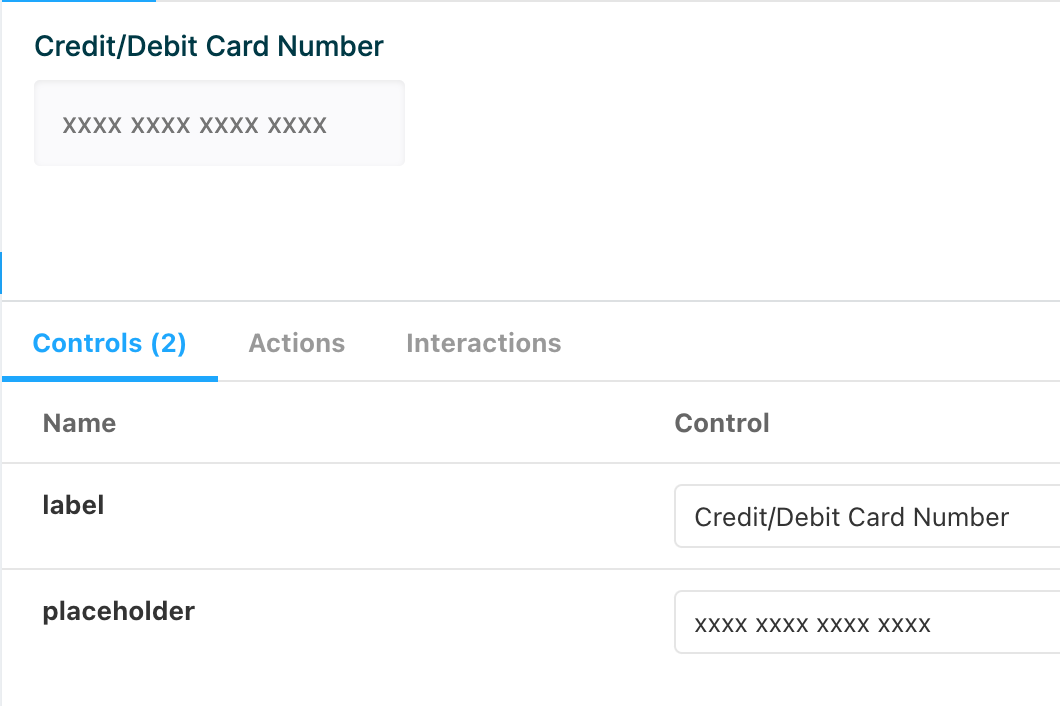 Credit/Debit Card Number
xxxx xxxx xxxx xxxx
Controls (2) Actions Interactions
Name Control
label Credit/Debit Card Number
placeholder xxxx xxxx xxxx xxxx